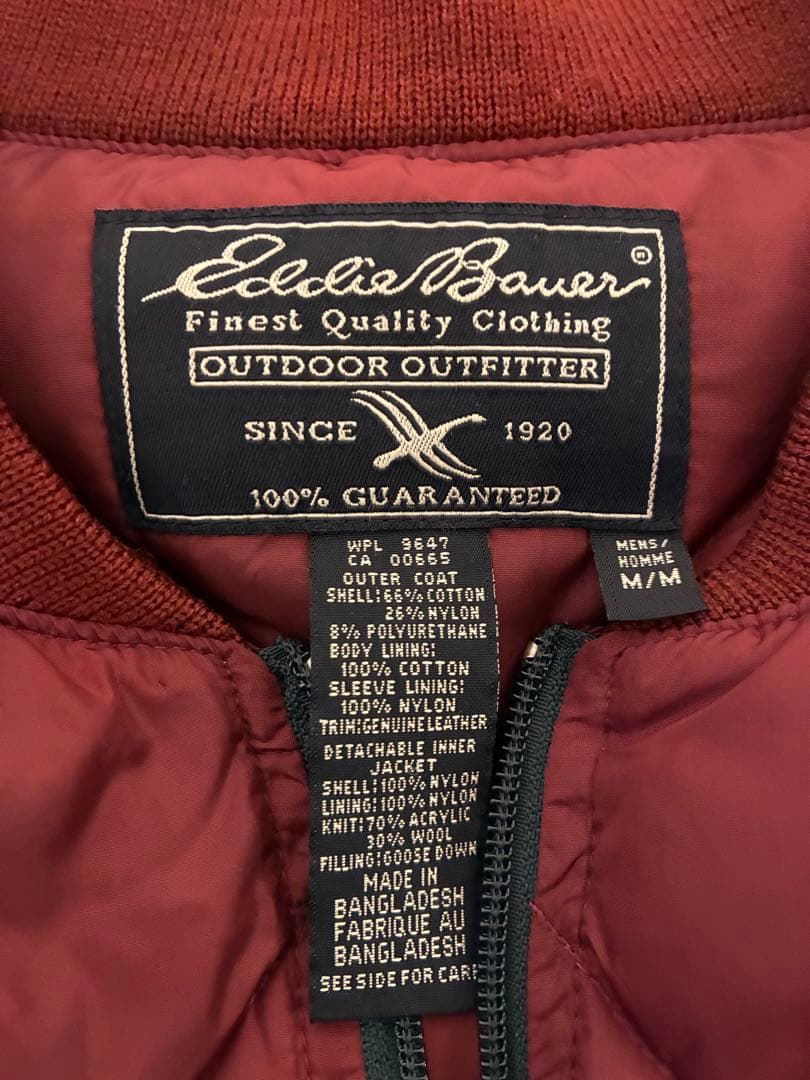 Eddie Bauer ®
Finest Quality Clothing
OUTDOOR OUTFITTER
SINCE 1920
100% GUARANTEED
WPL 9647
CA 00665
OUTER COAT
SHELL:66% COTTON
26% NYLON
8% POLYURETHANE
BODY LINING:
100% COTTON
SLEEVE LINING:
100% NYLON
TRIM:GENUINE LEATHER
DETACHABLE INNER
JACKET
SHELL:100% NYLON
LINING:100% NYLON
KNIT:70% ACRYLIC
30% WOOL
FILLING:GOOSE DOWN
MADE IN
BANGLADESH
FABRIQUE AU
BANGLADESH
SEE SIDE FOR CARE
MENS/
HOMME
M/M